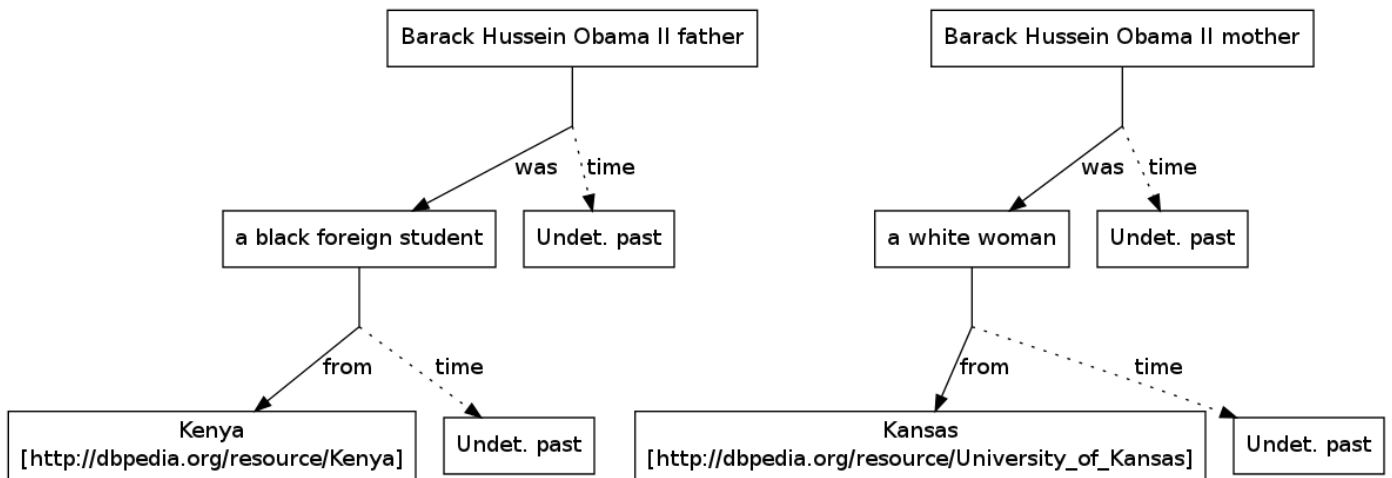 Barack Hussein Obama II father
Barack Hussein Obama II mother
was
time
was
time
a black foreign student
Undet. past
a white woman
Undet. past
from
time
from
time
Kenya
[http://dbpedia.org/resource/Kenya]
Undet. past
Kansas
[http://dbpedia.org/resource/University_of_Kansas]
Undet. past